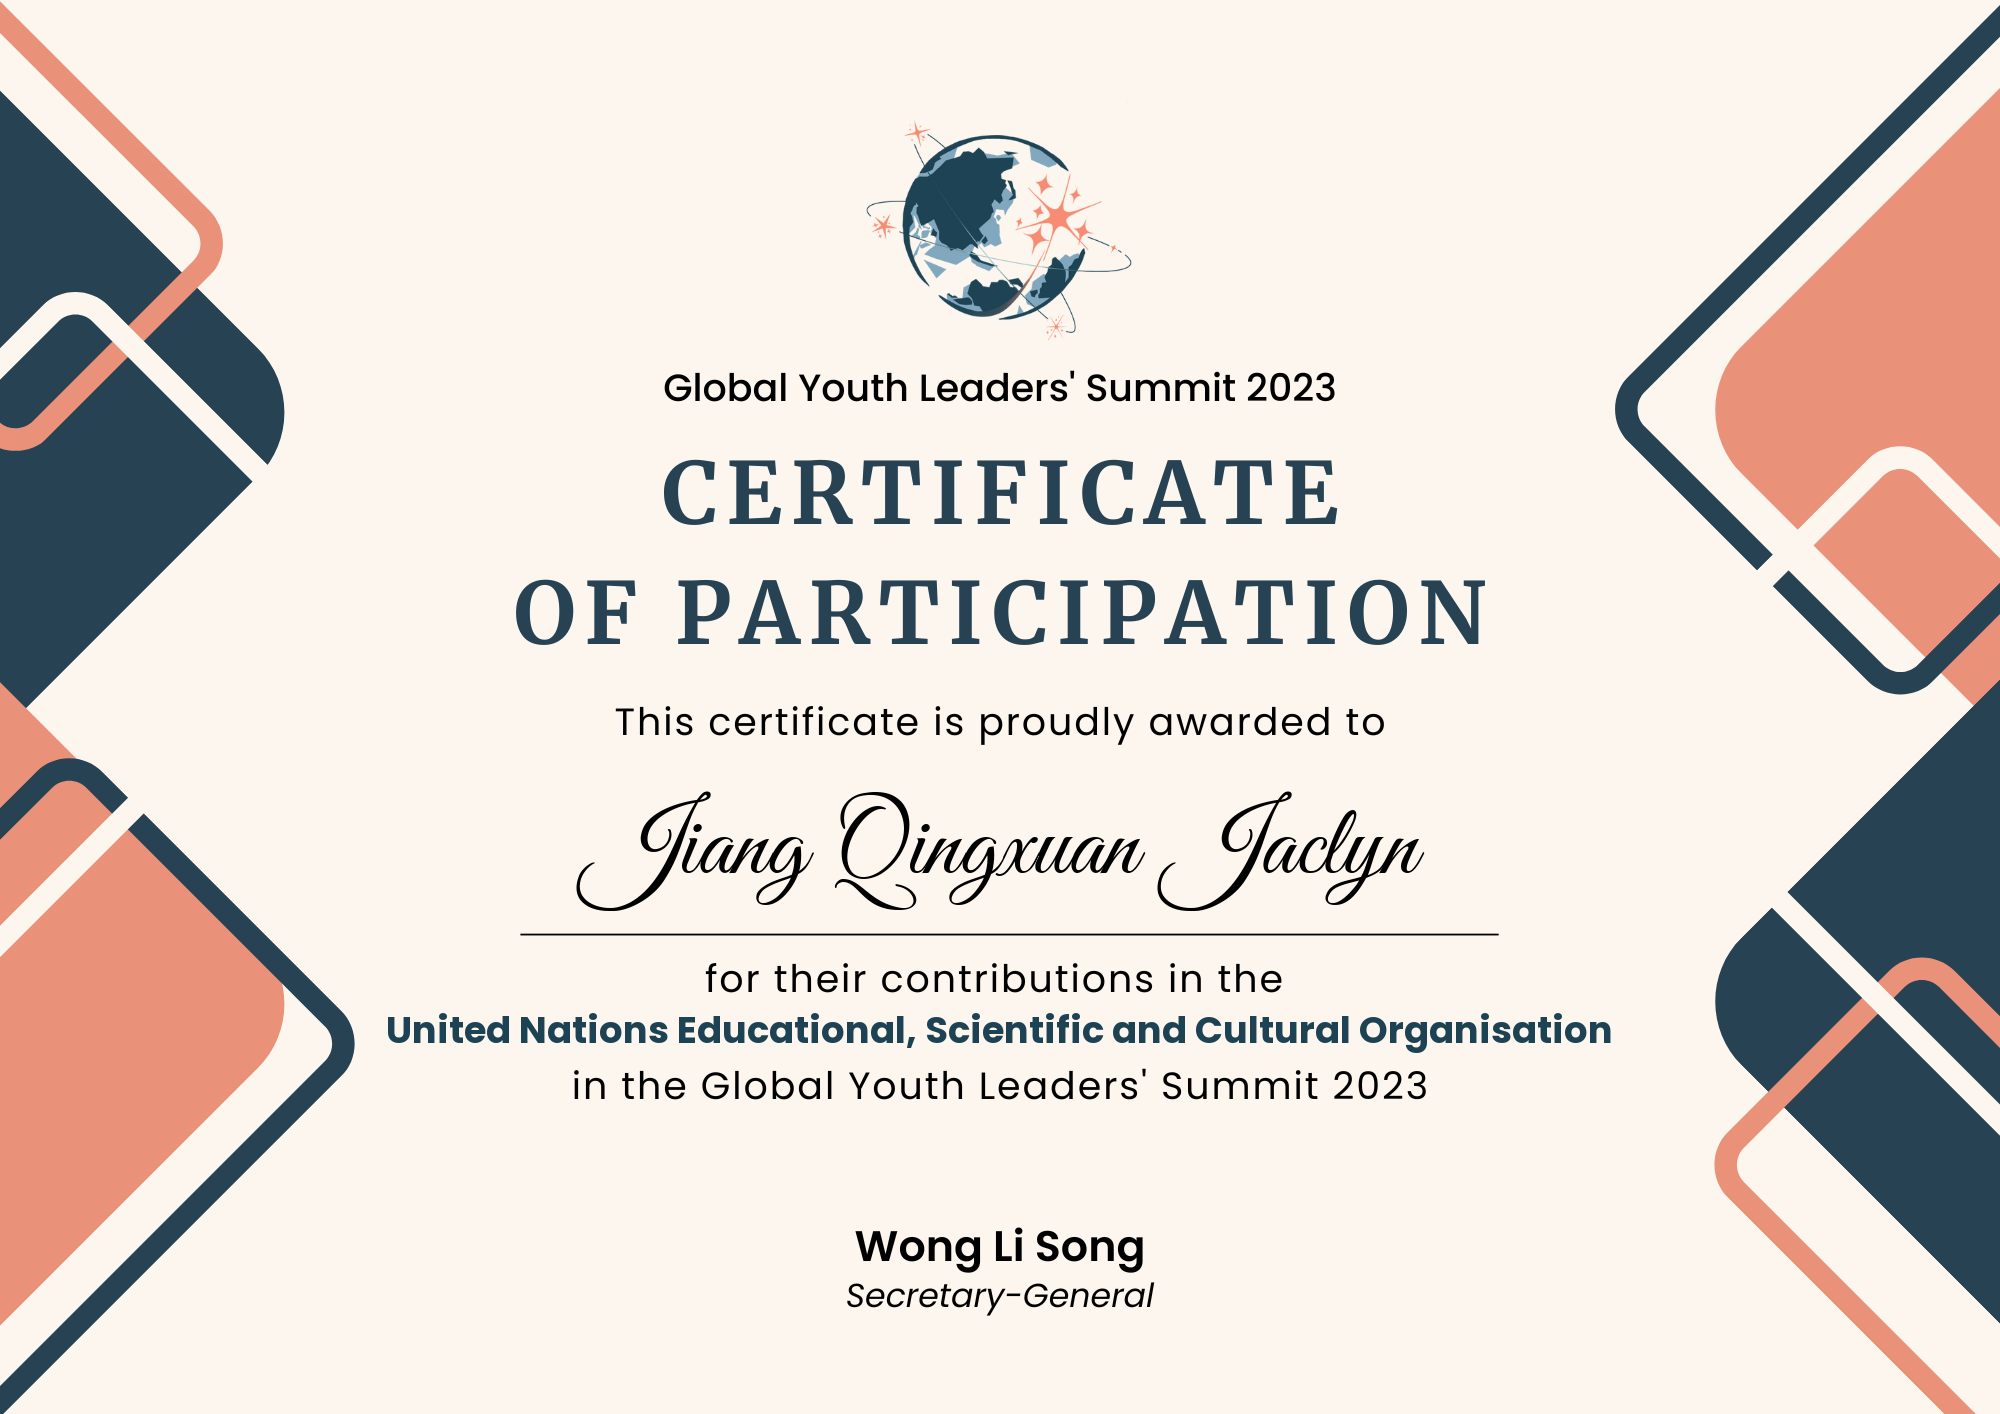 Global Youth Leaders' Summit 2023
CERTIFICATE
OF PARTICIPATION
This certificate is proudly awarded to
Jiang Qingxuan Jaclyn
for their contributions in the
United Nations Educational, Scientific and Cultural Organisation
in the Global Youth Leaders' Summit 2023
Wong Li Song
Secretary-General